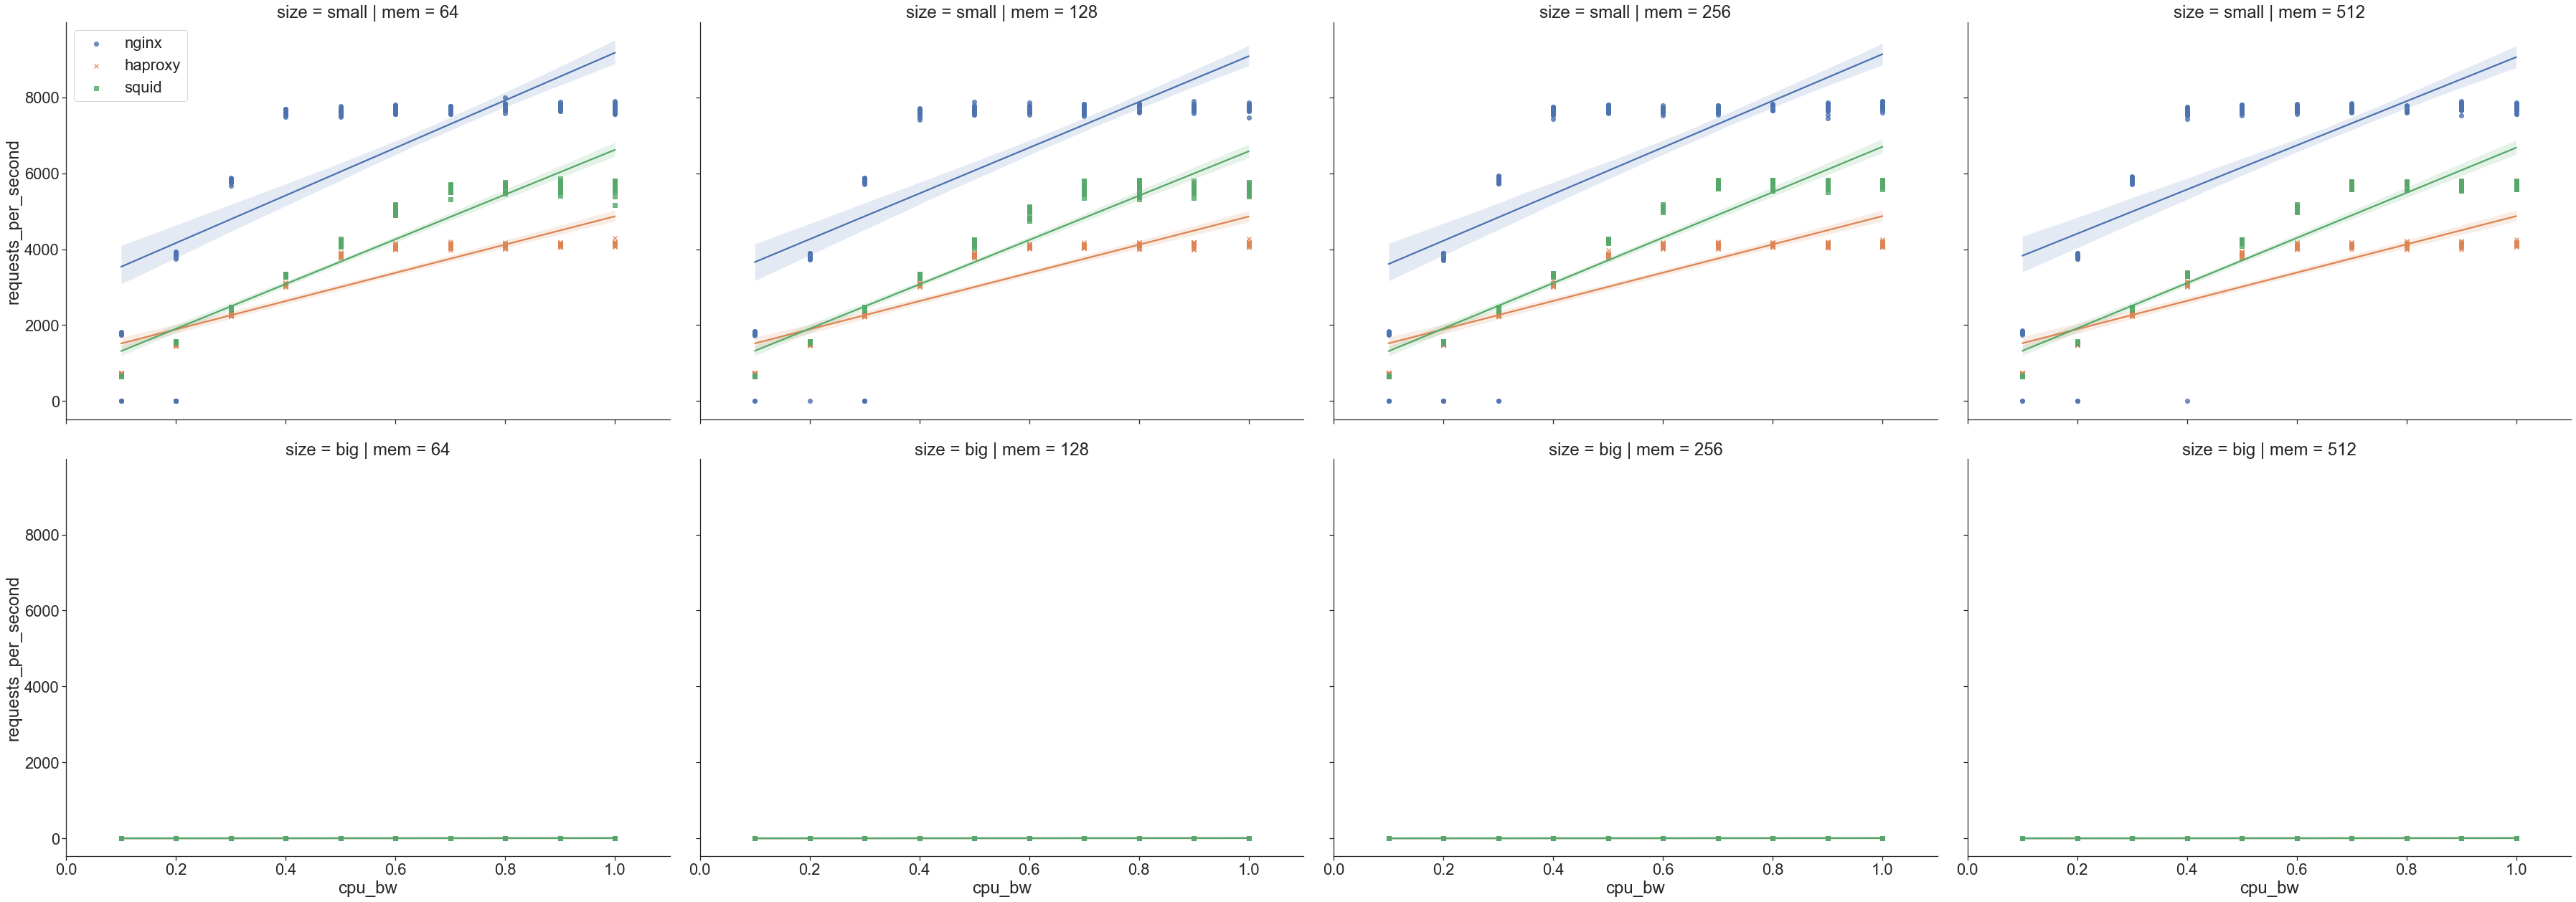 size = small | mem = 64
size = small | mem = 128
size = small | mem = 256
size = small | mem = 512
nginx
haproxy
squid
requests_per_second
8000
6000
4000
2000
0
size = big | mem = 64
size = big | mem = 128
size = big | mem = 256
size = big | mem = 512
requests_per_second
8000
6000
4000
2000
0
0.0 0.2 0.4 0.6 0.8 1.0
cpu_bw
0.0 0.2 0.4 0.6 0.8 1.0
cpu_bw
0.0 0.2 0.4 0.6 0.8 1.0
cpu_bw
0.0 0.2 0.4 0.6 0.8 1.0
cpu_bw